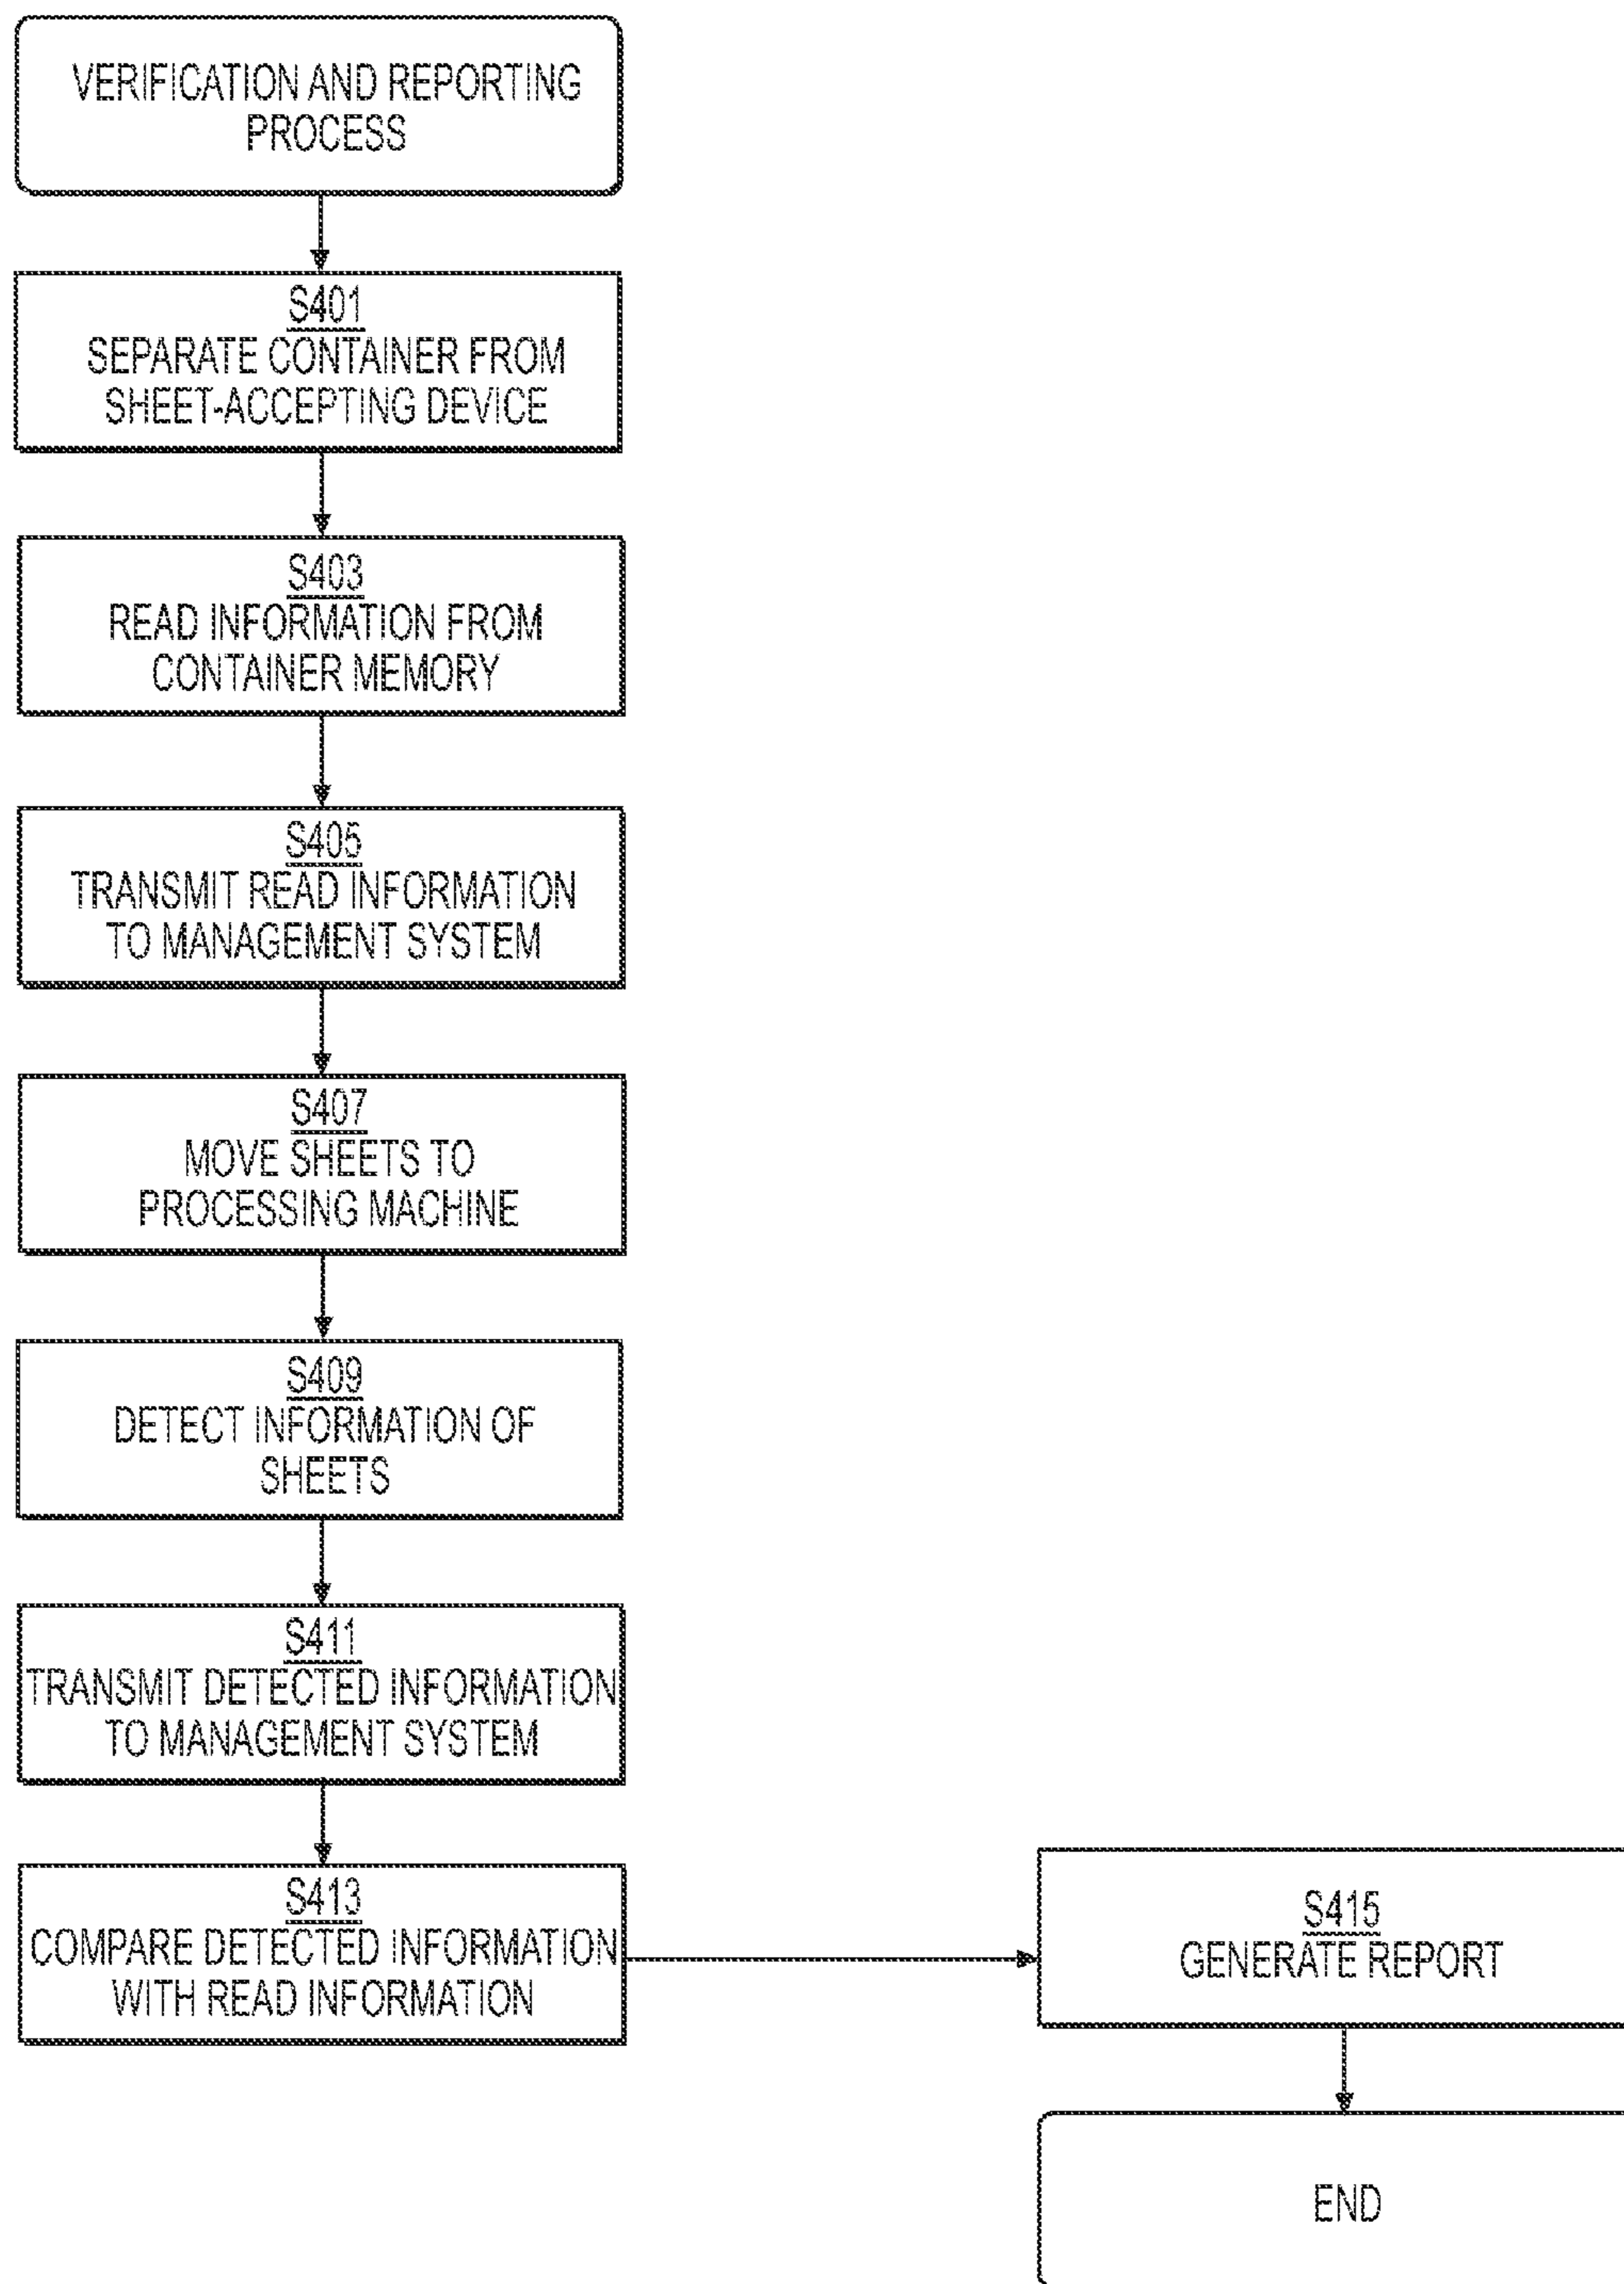 VERIFICATION AND REPORTING
PROCESS
S401
SEPARATE CONTAINER FROM
SHEET-ACCEPTING DEVICE
S403
READ INFORMATION FROM
CONTAINER MEMORY
S405
TRANSMIT READ INFORMATION
TO MANAGEMENT SYSTEM
S407
MOVE SHEETS TO
PROCESSING MACHINE
S409
DETECT INFORMATION OF
SHEETS
S411
TRANSMIT DETECTED INFORMATION
TO MANAGEMENT SYSTEM
S413
COMPARE DETECTED INFORMATION
WITH READ INFORMATION
S415
GENERATE REPORT
END